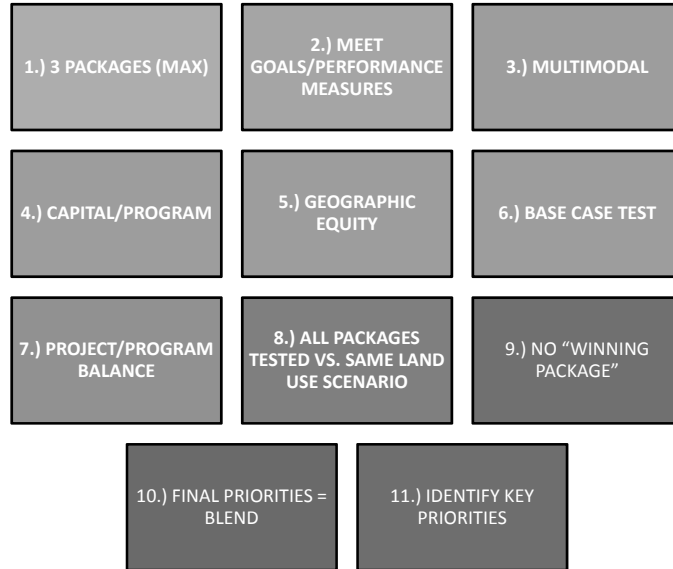 1.) 3 PACKAGES (MAX)
2.) MEET
GOALS/PERFORMANCE
MEASURES
3.) MULTIMODAL
4.) CAPITAL/PROGRAM
5.) GEOGRAPHIC
EQUITY
6.) BASE CASE TEST
7.) PROJECT/PROGRAM
BALANCE
8.) ALL PACKAGES
TESTED VS. SAME LAND
USE SCENARIO
9.) NO “WINNING
PACKAGE”
10.) FINAL PRIORITIES =
BLEND
11.) IDENTIFY KEY
PRIORITIES